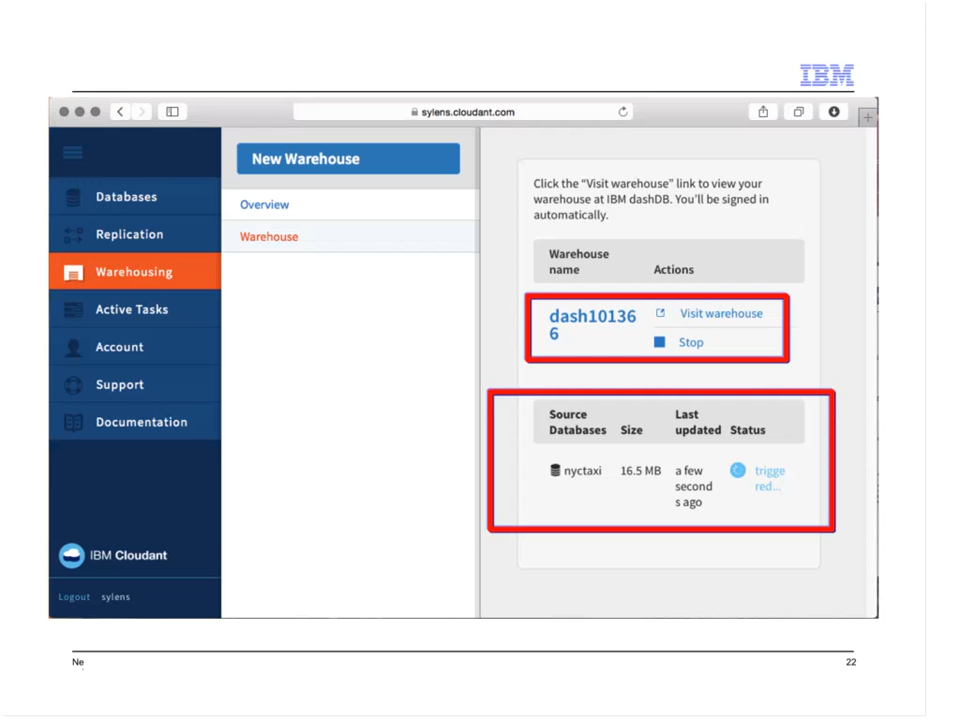 IBM
sylens.cloudant.com
New Warehouse
Databases
Replication
Warehousing
Active Tasks
Account
Support
Documentation
IBM Cloudant
Logout sylens
Overview
Warehouse
Click the “Visit warehouse” link to view your
warehouse at IBM dashDB. You’ll be signed in
automatically.
Warehouse
name Actions
dash10136
6
Visit warehouse
Stop
Source Last
Databases Size updated Status
nyctaxi 16.5 MB a few trigge
second red...
s ago
Ne
22